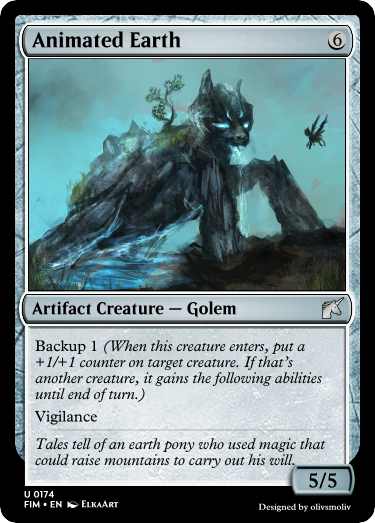 Animated Earth 6
Artifact Creature — Golem
Backup 1 (When this creature enters, put a
+1/+1 counter on target creature. If that's
another creature, it gains the following abilities
until end of turn.)
Vigilance
Tales tell of an earth pony who used magic that
could raise mountains to carry out his will.
5/5
U 0174
FIM • EN ElkaArt
Designed by olivsmoliv